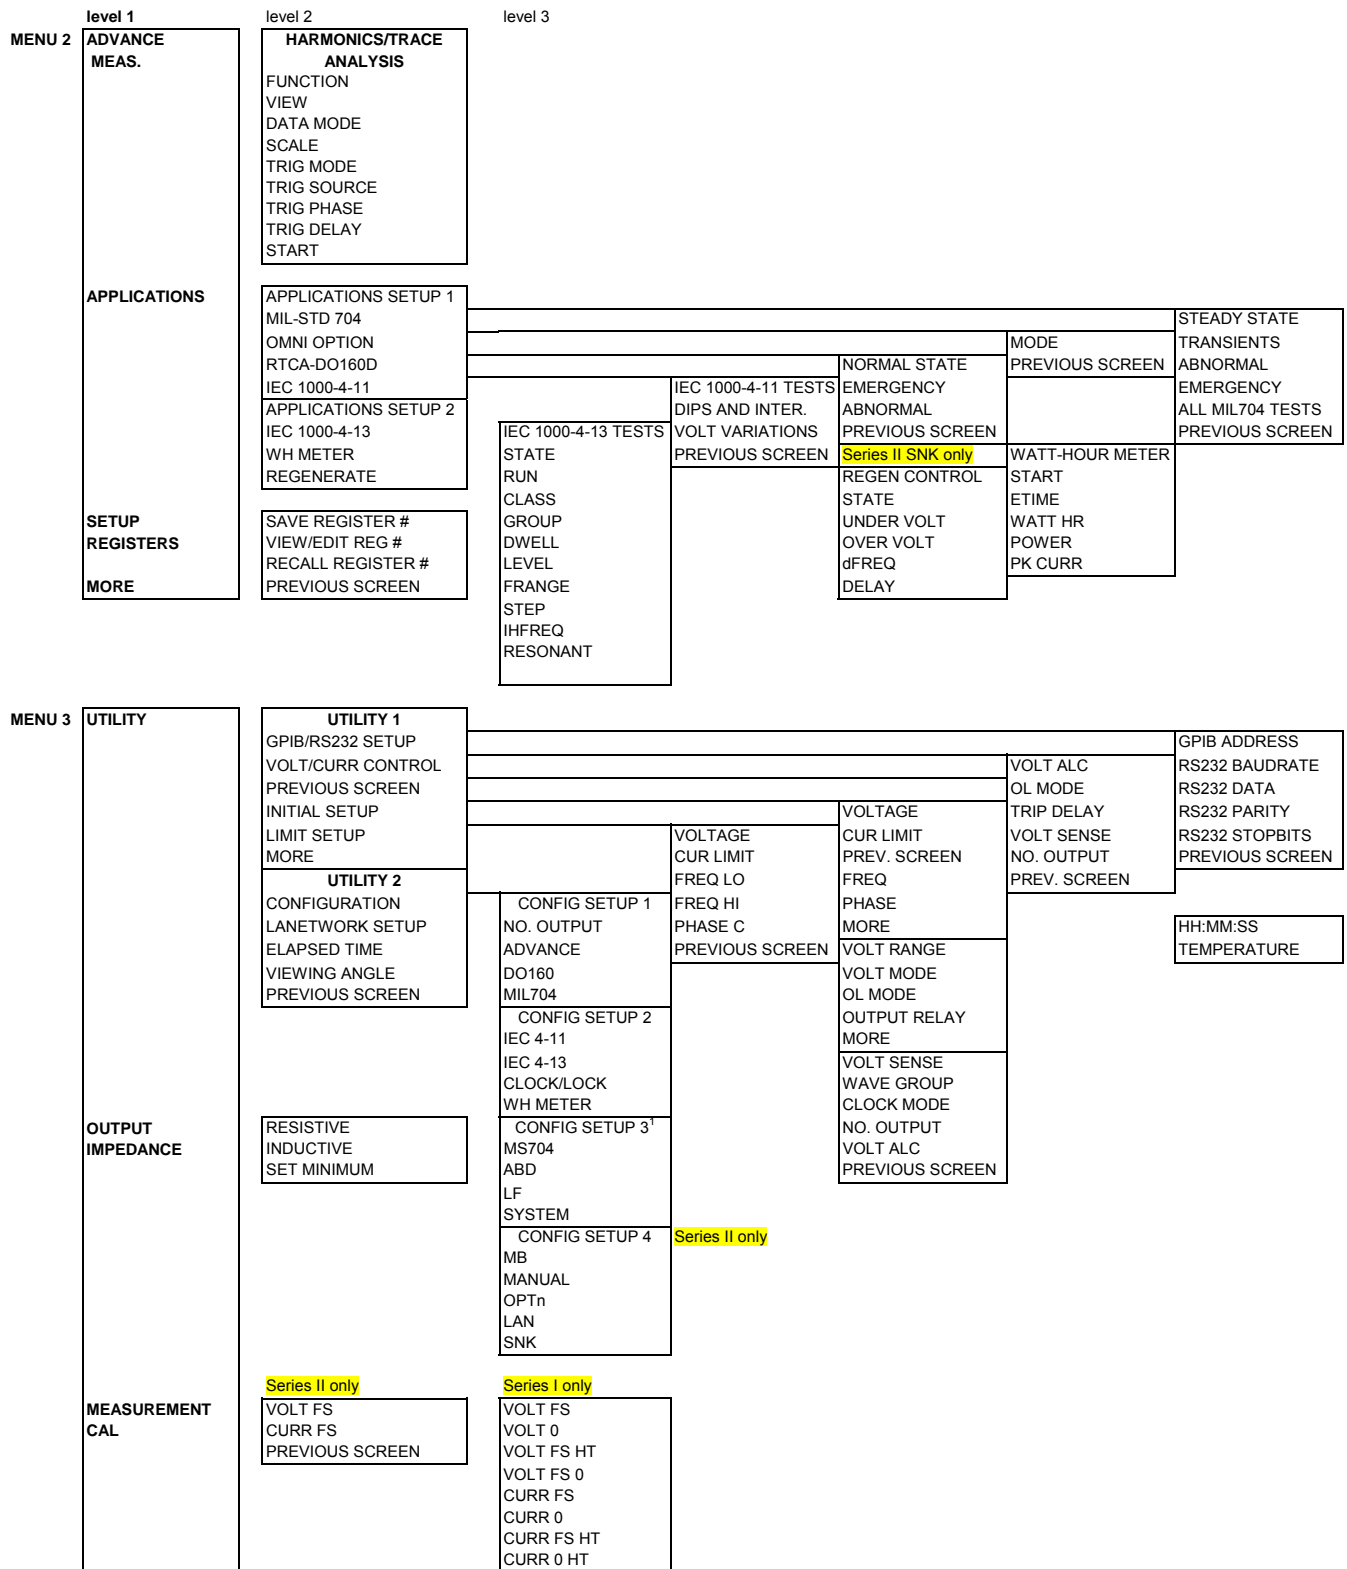 level 1 level 2 level 3
MENU 2 ADVANCE HARMONICS/TRACE
MEAS. ANALYSIS
FUNCTION
VIEW
DATA MODE
SCALE
TRIG MODE
TRIG SOURCE
TRIG PHASE
TRIG DELAY
START
APPLICATIONS APPLICATIONS SETUP 1
MIL-STD 704 STEADY STATE
OMNI OPTION MODE TRANSIENTS
RTCA-DO160D NORMAL STATE PREVIOUS SCREEN ABNORMAL
IEC 1000-4-11 IEC 1000-4-11 TESTS EMERGENCY EMERGENCY
APPLICATIONS SETUP 2 DIPS AND INTER. ABNORMAL ALL MIL704 TESTS
IEC 1000-4-13 IEC 1000-4-13 TESTS VOLT VARIATIONS PREVIOUS SCREEN PREVIOUS SCREEN
WH METER STATE PREVIOUS SCREEN Series II SNK only WATT-HOUR METER
REGENERATE RUN REGEN CONTROL START
CLASS STATE ETIME
SETUP SAVE REGISTER # GROUP UNDER VOLT WATT HR
REGISTERS VIEW/EDIT REG # DWELL OVER VOLT POWER
RECALL REGISTER # LEVEL dFREQ PK CURR
MORE PREVIOUS SCREEN FRANGE DELAY
STEP
IHFREQ
RESONANT
MENU 3 UTILITY UTILITY 1
GPIB/RS232 SETUP GPIB ADDRESS
VOLT/CURR CONTROL VOLT ALC RS232 BAUDRATE
PREVIOUS SCREEN OL MODE RS232 DATA
INITIAL SETUP VOLTAGE TRIP DELAY RS232 PARITY
LIMIT SETUP VOLTAGE CUR LIMIT VOLT SENSE RS232 STOPBITS
MORE CUR LIMIT PREV. SCREEN NO. OUTPUT PREVIOUS SCREEN
UTILITY 2 FREQ LO FREQ PREV. SCREEN
CONFIGURATION CONFIG SETUP 1 FREQ HI PHASE
LANETWORK SETUP NO. OUTPUT PHASE C MORE HH:MM:SS
ELAPSED TIME ADVANCE PREVIOUS SCREEN VOLT RANGE TEMPERATURE
VIEWING ANGLE DO160 VOLT MODE
PREVIOUS SCREEN MIL704 OL MODE
CONFIG SETUP 2 OUTPUT RELAY
IEC 4-11 MORE
IEC 4-13 VOLT SENSE
CLOCK/LOCK WAVE GROUP
WH METER CLOCK MODE
OUTPUT RESISTIVE CONFIG SETUP 3¹ NO. OUTPUT
IMPEDANCE INDUCTIVE MS704 VOLT ALC
SET MINIMUM ABD PREVIOUS SCREEN
LF
SYSTEM
CONFIG SETUP 4 Series II only
MB
MANUAL
OPTn
LAN
SNK
Series II only Series I only
MEASUREMENT VOLT FS VOLT FS
CAL CURR FS VOLT 0
PREVIOUS SCREEN VOLT FS HT
VOLT FS 0
CURR FS
CURR 0
CURR FS HT
CURR 0 HT